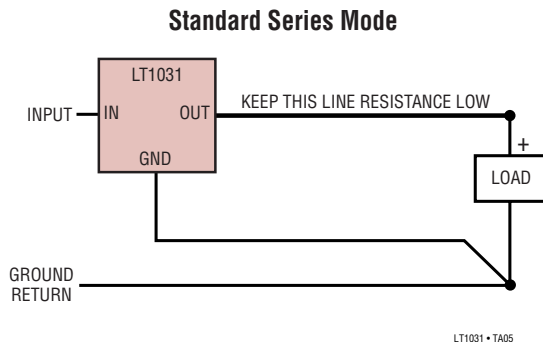 Standard Series Mode
LT1031
INPUT
IN
OUT
KEEP THIS LINE RESISTANCE LOW
GND
+
LOAD
GROUND
RETURN
LT1031 • TA05